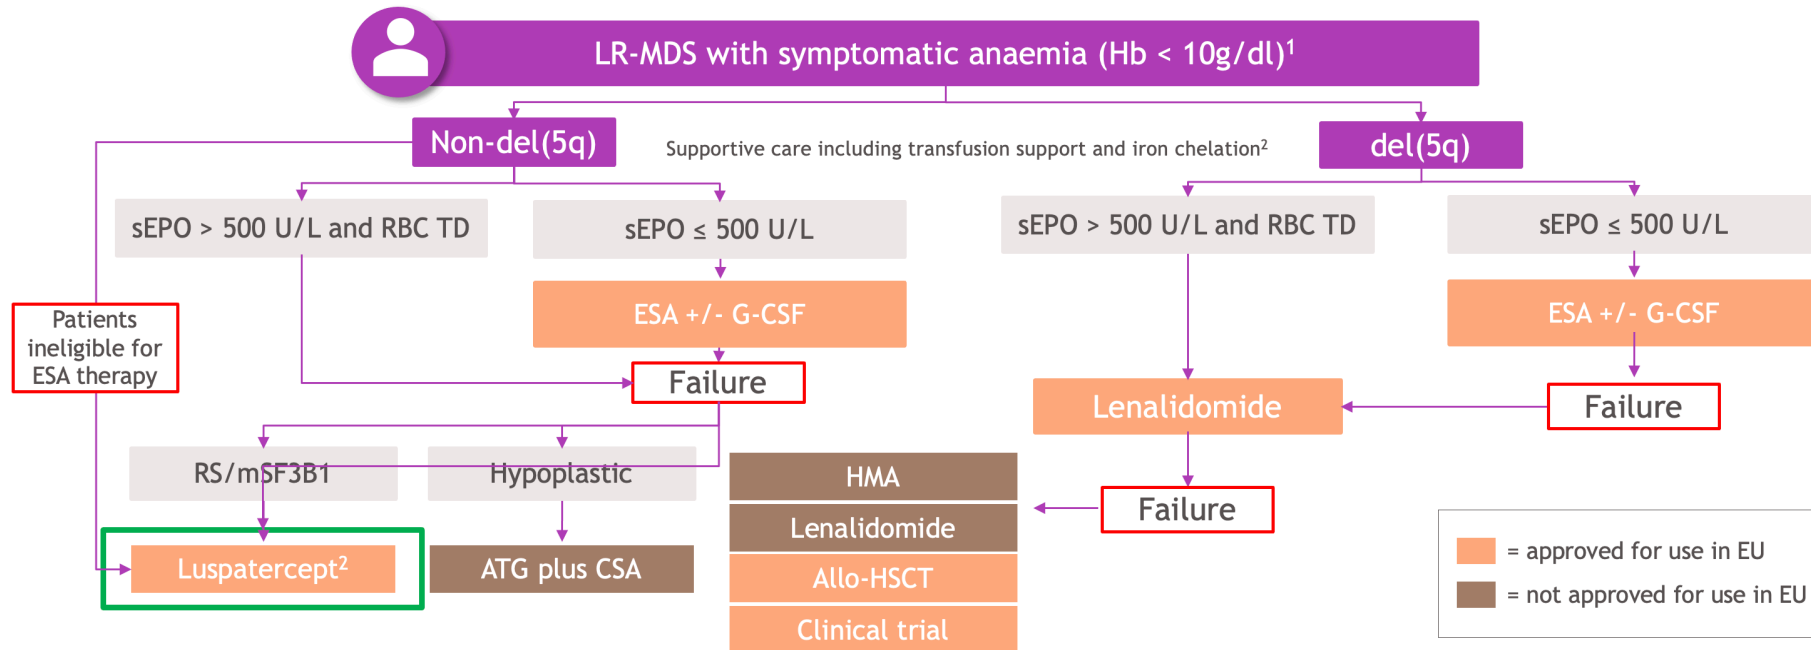 LR-MDS with symptomatic anaemia (Hb < 10g/dl)¹
Non-del(5q)
Supportive care including transfusion support and iron chelation²
del(5q)
sEPO > 500 U/L and RBC TD
sEPO ≤ 500 U/L
sEPO > 500 U/L and RBC TD
sEPO ≤ 500 U/L
ESA +/- G-CSF
ESA +/- G-CSF
Patients
ineligible for
ESA therapy
Failure
Lenalidomide
Failure
RS/mSF3B1
Hypoplastic
HMA
Lenalidomide
Allo-HSCT
Clinical trial
Failure
Luspatercept²
ATG plus CSA
= approved for use in EU
= not approved for use in EU